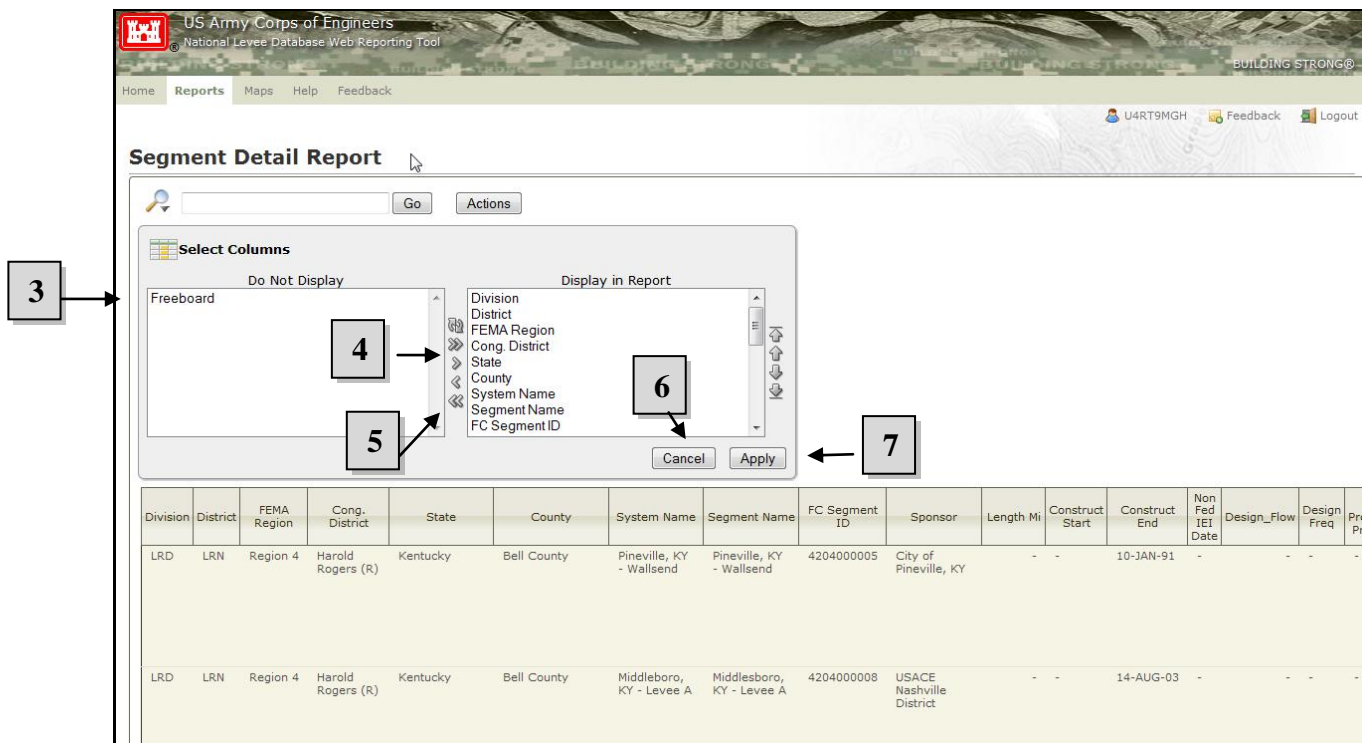 US Army Corps of Engineers
®
National Levee Database Web Reporting Tool
BUILDING STRONG®
Home Reports Maps Help Feedback
U4RT9MGH Feedback Logout
Segment Detail Report
Go Actions
Select Columns
Do Not Display Display in Report
Freeboard
Division
District
FEMA Region
Cong. District
State
County
System Name
Segment Name
FC Segment ID
Cancel Apply
3
4
5
6
7
Division District FEMA Region Cong. District State County System Name Segment Name FC Segment ID Sponsor Length Mi Construct Start Construct End Non Fed IEI Date Design_Flow Design Freq
LRD LRN Region 4 Harold Rogers (R) Kentucky Bell County Pineville, KY - Wallsend Pineville, KY - Wallsend 4204000005 City of Pineville, KY - - 10-JAN-91 - - - -
LRD LRN Region 4 Harold Rogers (R) Kentucky Bell County Middleboro, KY - Levee A Middlesboro, KY - Levee A 4204000008 USACE Nashville District - - 14-AUG-03 - - - -